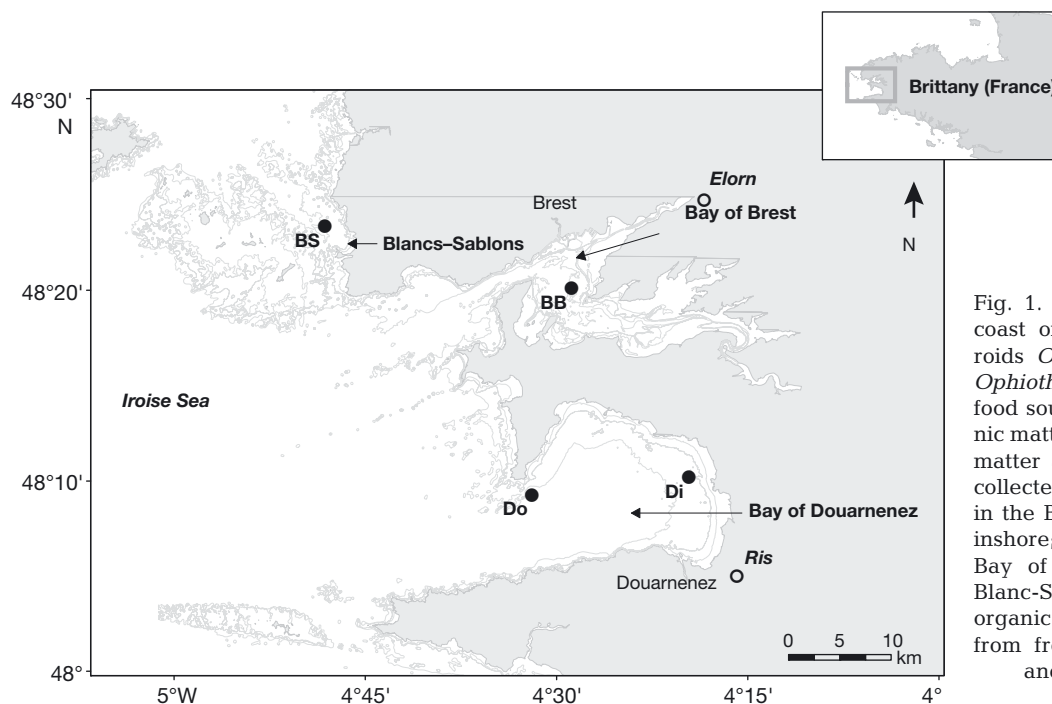 Brittany (France)
48°30'
N
Elorn
Brest
Bay of Brest
BS
Blancs–Sablons
N
48°20'
BB
Iroise Sea
48°10'
Do
Di
Bay of Douarnenez
Ris
Douarnenez
0 5 10
km
48°
5°W 4°45' 4°30' 4°15' 4°
Fig. 1.
coast o
roids
Ophioth
food sou
nic matt
matter
collecte
in the B
inshore
Bay of
Blanc-S
organic
from fr
an